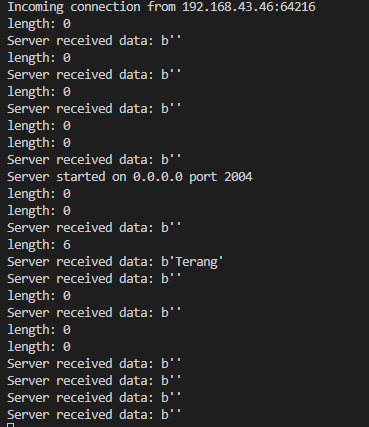 Incoming connection from 192.168.43.46:64216
length: 0
Server received data: b''
length: 0
Server received data: b''
length: 0
Server received data: b''
length: 0
length: 0
Server received data: b''
Server started on 0.0.0.0 port 2004
length: 0
length: 0
Server received data: b''
length: 6
Server received data: b'Terang'
Server received data: b''
length: 0
Server received data: b''
length: 0
length: 0
Server received data: b''
Server received data: b''
Server received data: b''
Server received data: b''